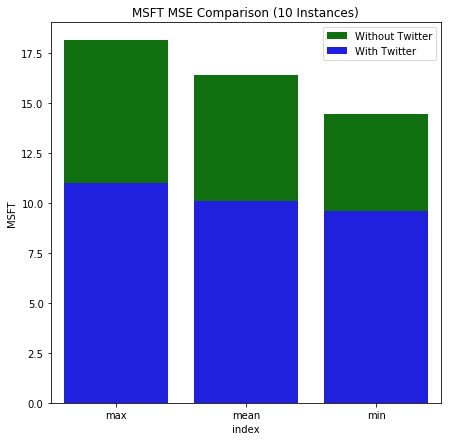 MSFT MSE Comparison (10 Instances)
Without Twitter
With Twitter
17.5
15.0
12.5
10.0
7.5
5.0
2.5
0.0
MSFT
max mean min
index